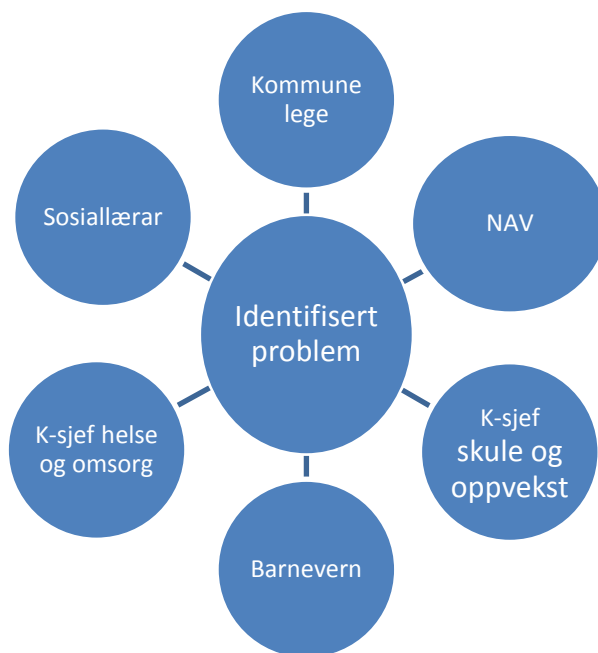 Kommune
lege
Sosiallærar
NAV
Identifisert
problem
K-sjef helse
og omsorg
K-sjef
skule og
oppvekst
Barnevern